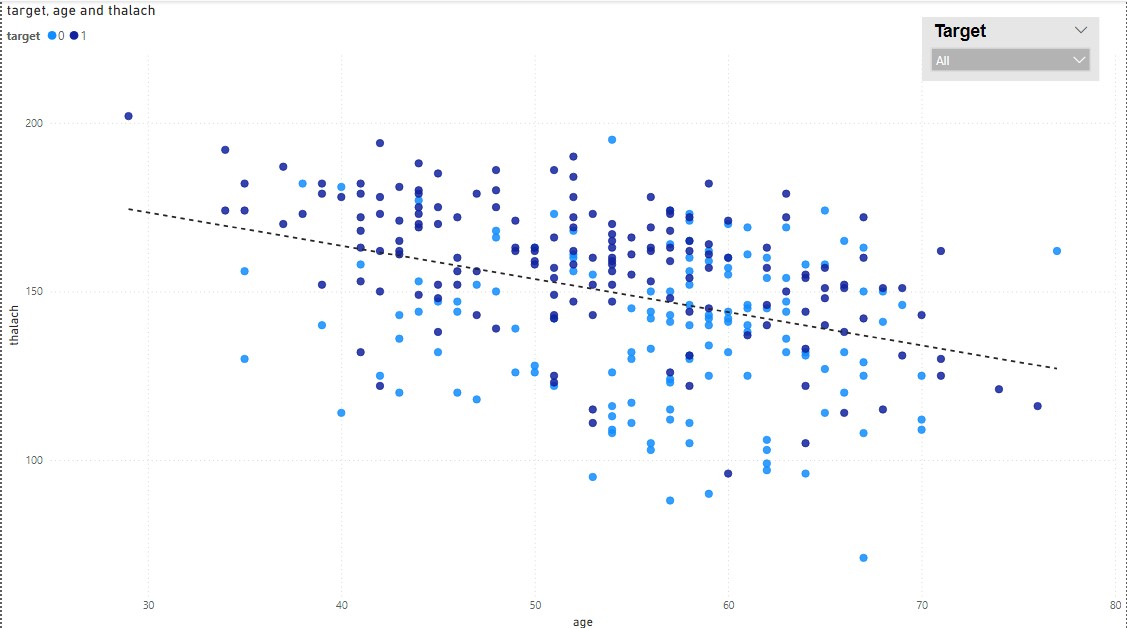 target, age and thalach
target 0 1
Target
All
200
150
100
thalach
30 40 50 60 70 80
age